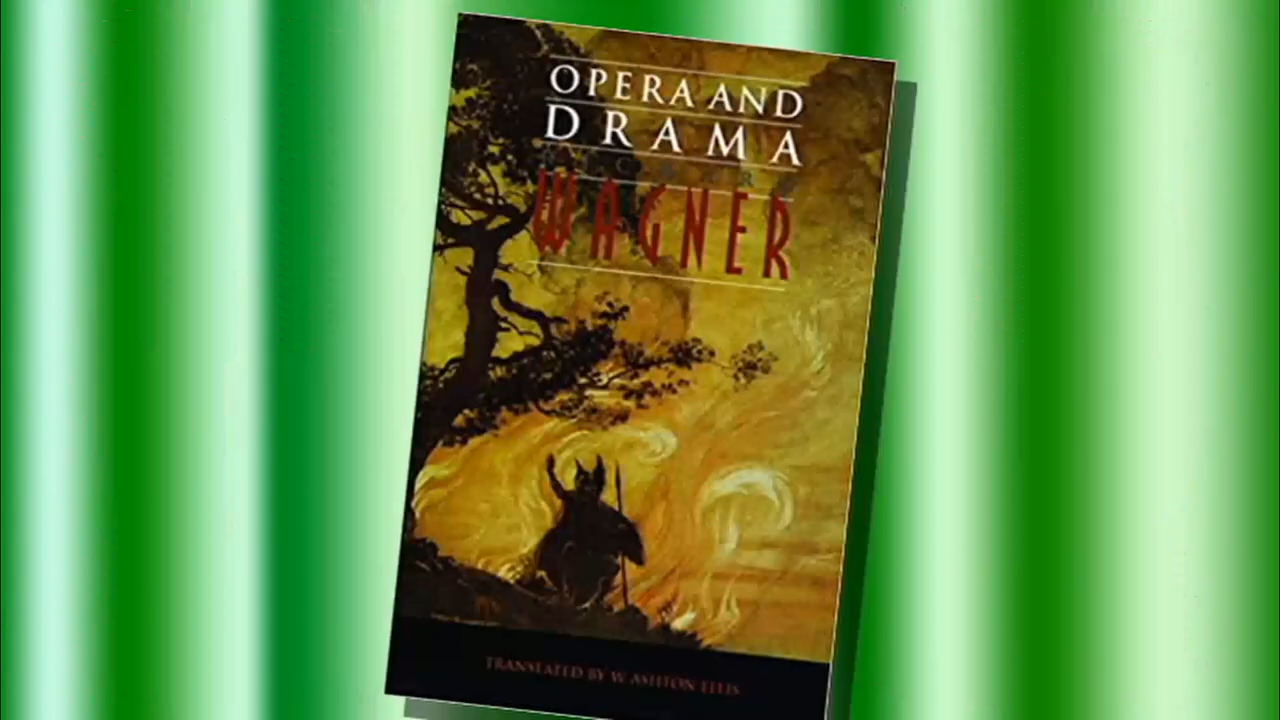 OPERA AND
DRAMA
WAGNER
TRANSLATED BY W. ASHTON ELLIS